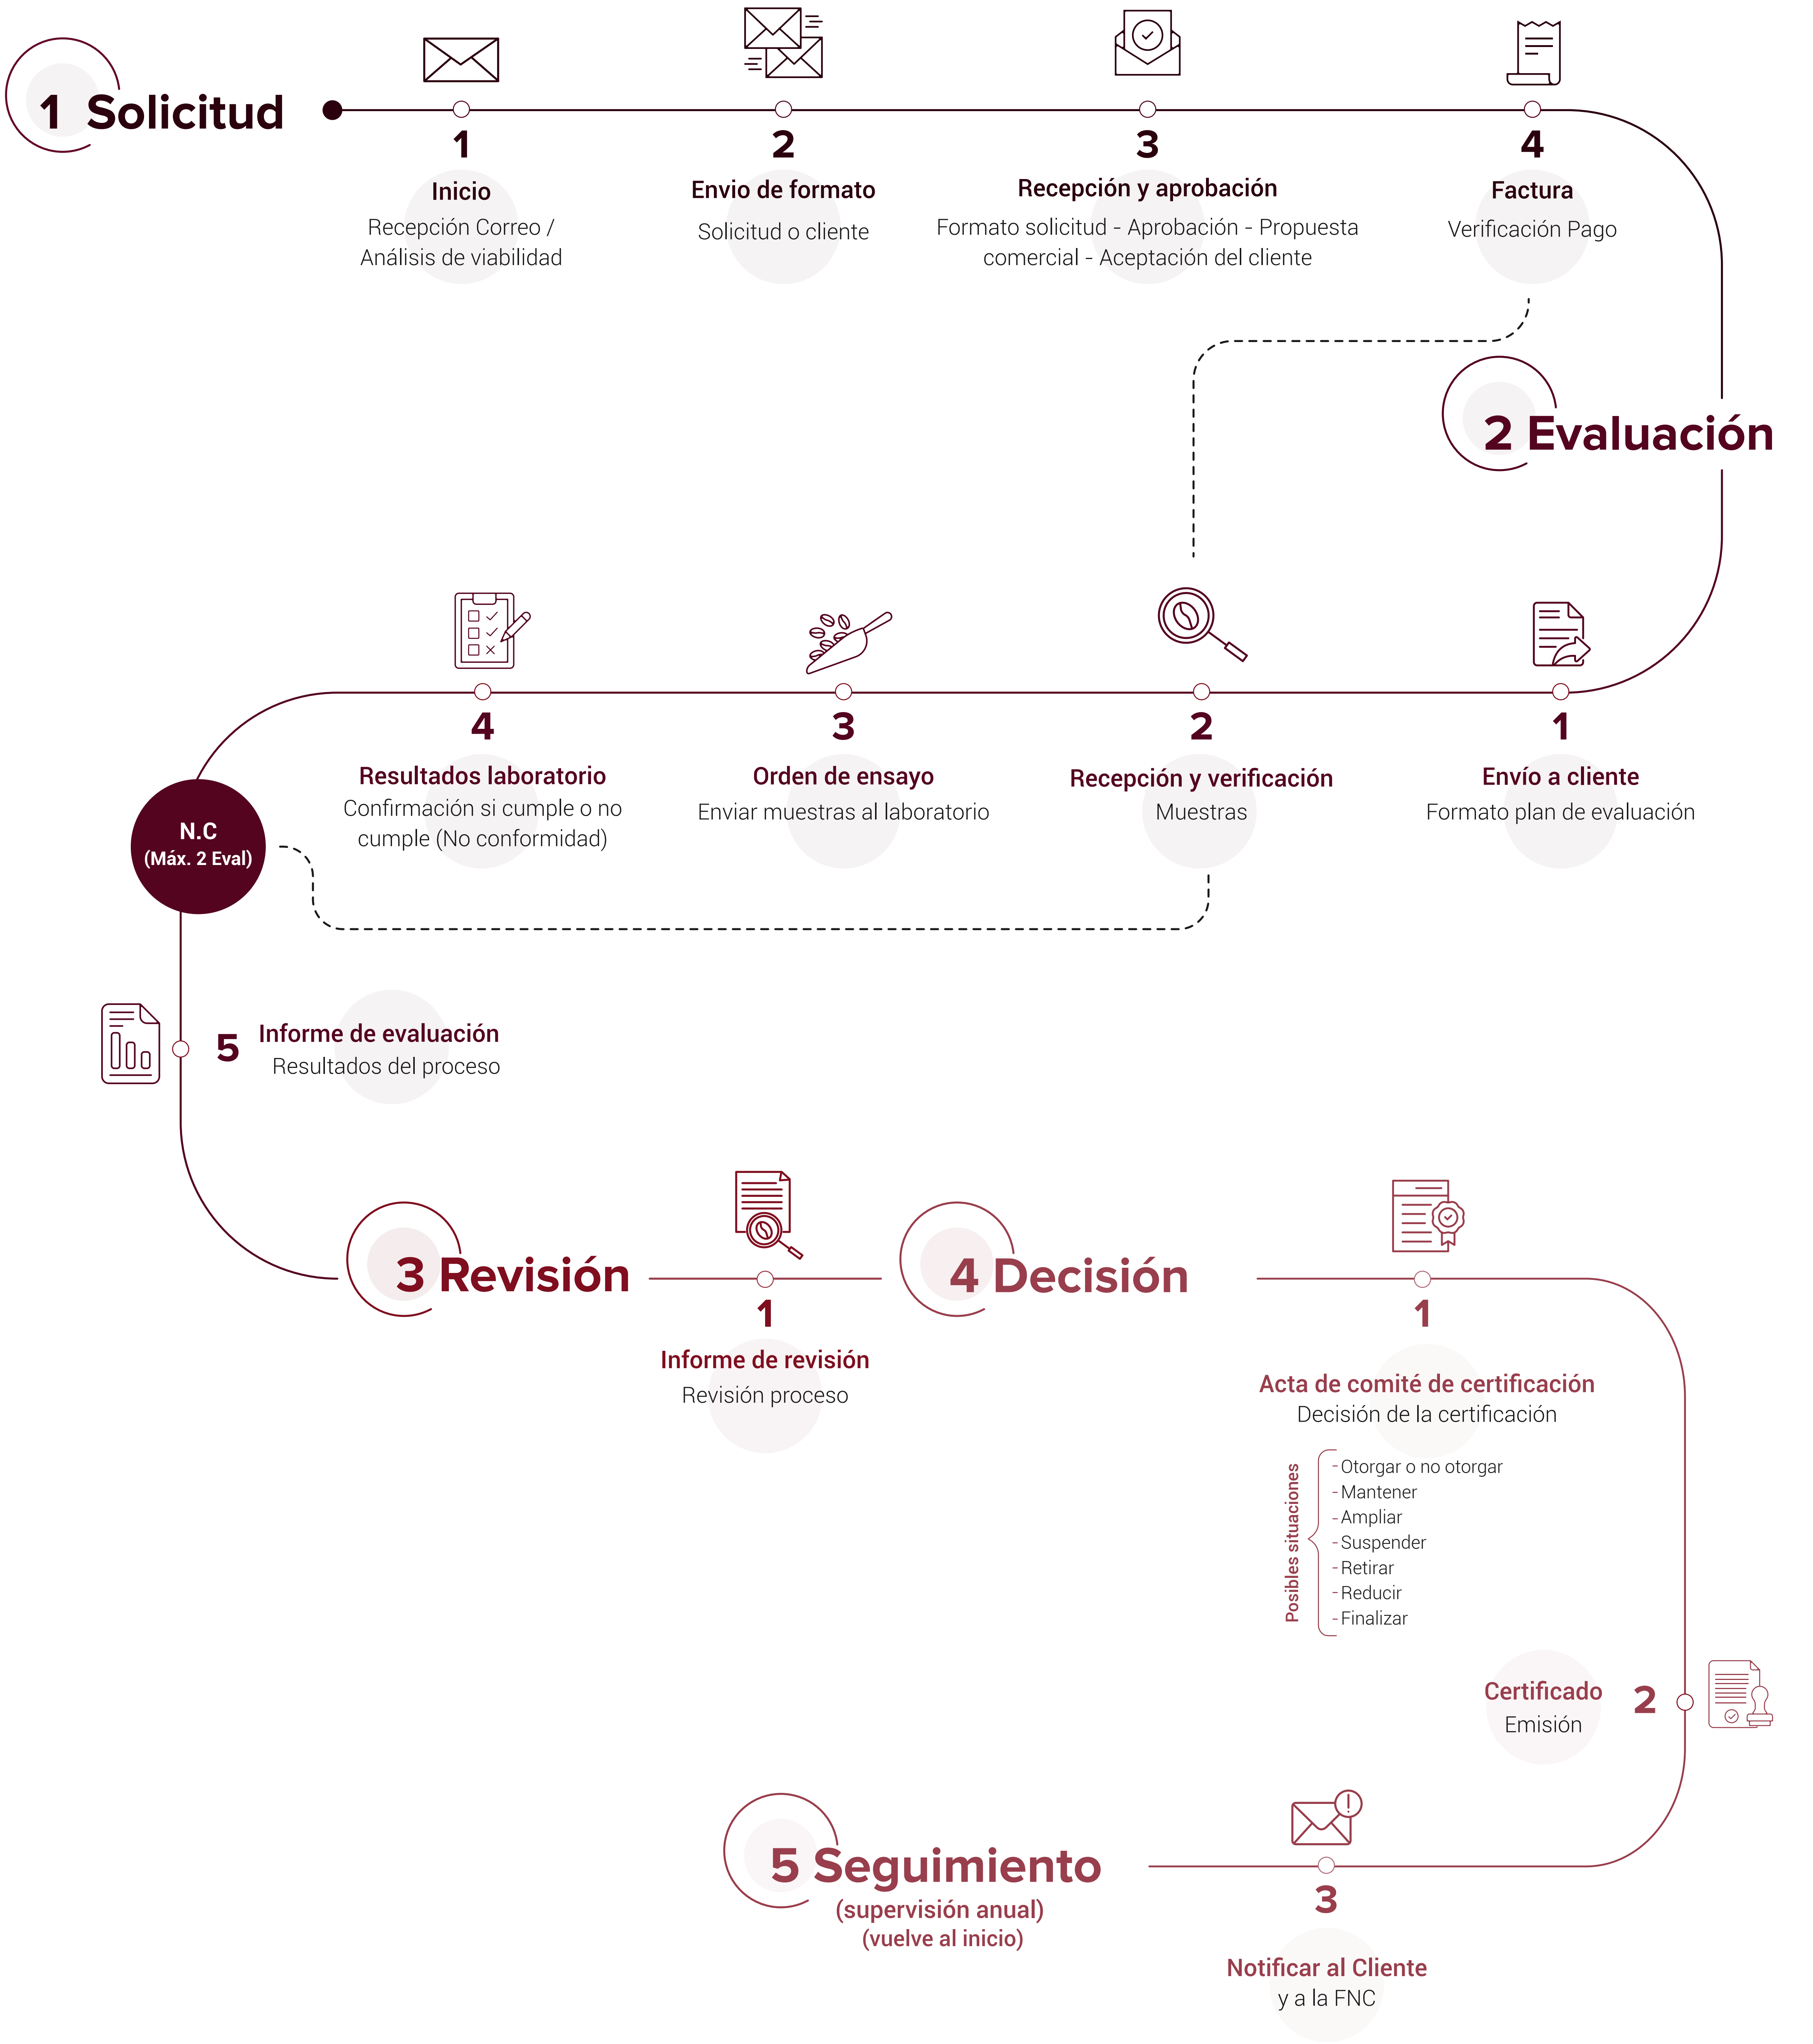 1 Solicitud
1
Inicio
Recepción Correo /
Análisis de viabilidad
2
Envio de formato
Solicitud o cliente
3
Recepción y aprobación
Formato solicitud - Aprobación - Propuesta
comercial - Aceptación del cliente
4
Factura
Verificación Pago
2 Evaluación
1
Envío a cliente
Formato plan de evaluación
2
Recepción y verificación
Muestras
3
Orden de ensayo
Enviar muestras al laboratorio
4
Resultados laboratorio
Confirmación si cumple o no
cumple (No conformidad)
N.C
(Máx. 2 Eval)
5
Informe de evaluación
Resultados del proceso
3 Revisión
1
Informe de revisión
Revisión proceso
4 Decisión
1
Acta de comité de certificación
Decisión de la certificación
Posibles situaciones
- Otorgar o no otorgar
- Mantener
- Ampliar
- Suspender
- Retirar
- Reducir
- Finalizar
2
Certificado
Emisión
3
Notificar al Cliente
y a la FNC
5 Seguimiento
(supervisión anual)
(vuelve al inicio)